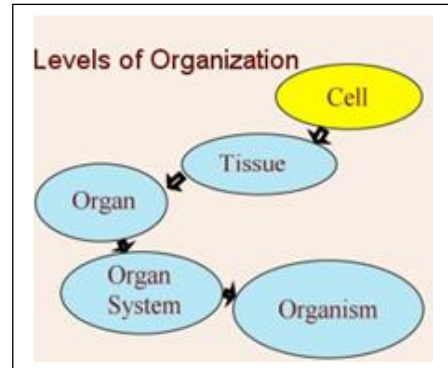 Levels of Organization
Cell
Tissue
Organ
Organ
System
Organism